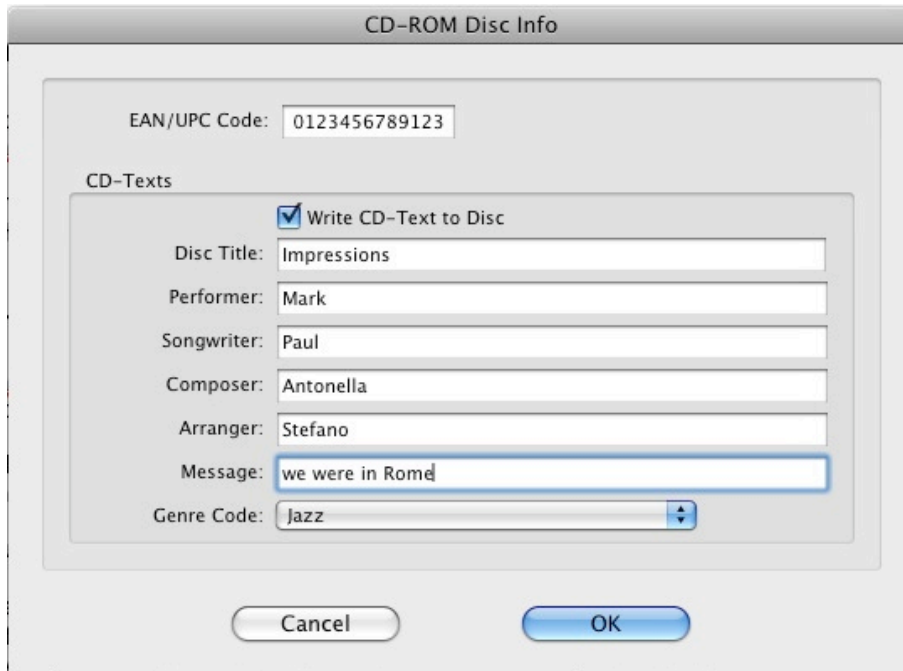 CD-ROM Disc Info
EAN/UPC Code: 0123456789123
CD-Texts
Write CD-Text to Disc
Disc Title: Impressions
Performer: Mark
Songwriter: Paul
Composer: Antonella
Arranger: Stefano
Message: we were in Rome
Genre Code: Jazz
Cancel OK